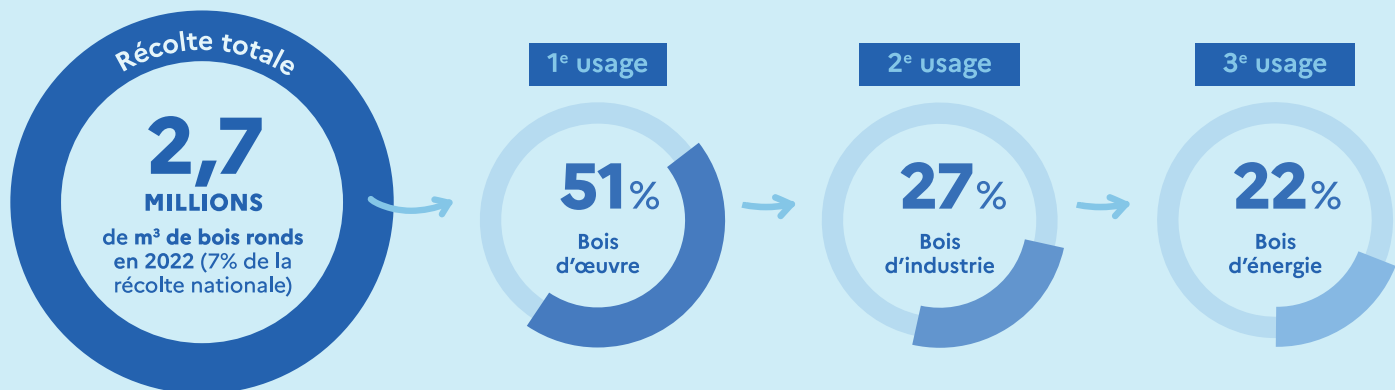 Récolte totale
2,7
MILLIONS
de m³ de bois ronds
en 2022 (7% de la
récolte nationale)
1e usage
51%
Bois
d'œuvre
2e usage
27%
Bois
d'industrie
3e usage
22%
Bois
d'énergie